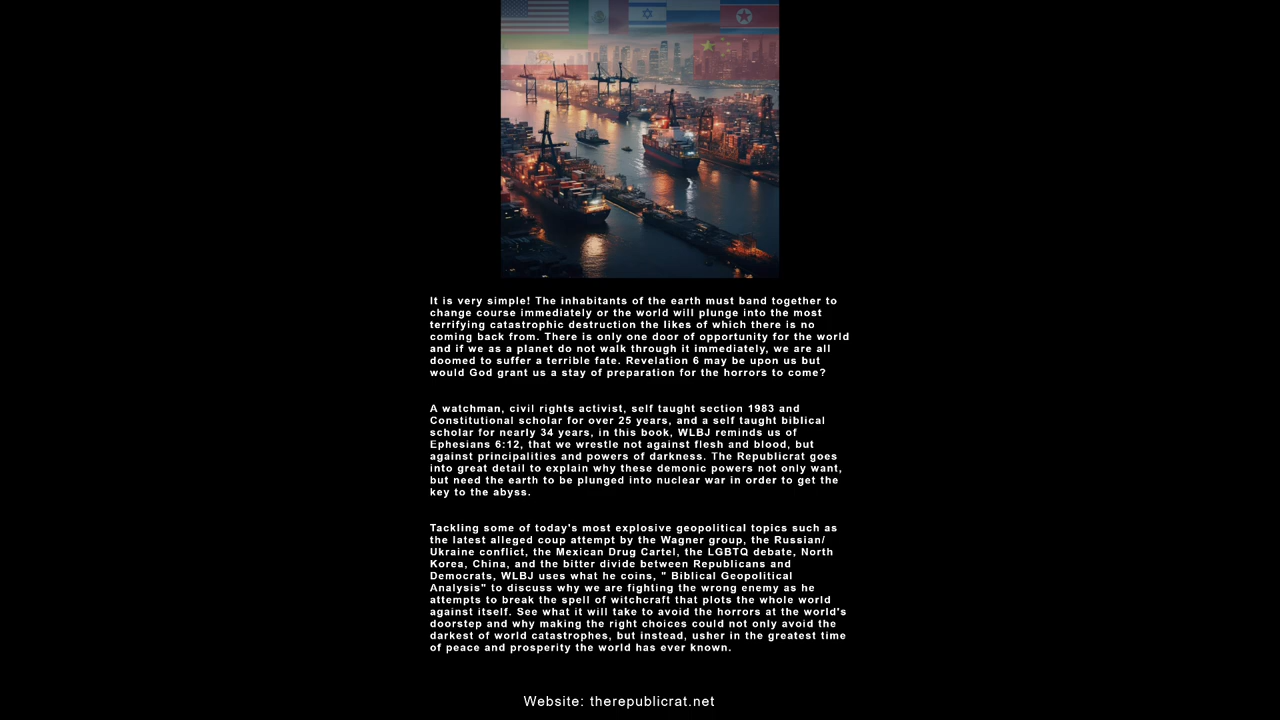 It is very simple! The inhabitants of the earth must band together to
change course immediately or the world will plunge into the most
terrifying catastrophic destruction the likes of which there is no
coming back from. There is only one door of opportunity for the world
and if we as a planet do not walk through it immediately, we are all
doomed to suffer a terrible fate. Revelation 6 may be upon us but
would God grant us a stay of preparation for the horrors to come?
A watchman, civil rights activist, self taught section 1983 and
Constitutional scholar for over 25 years, and a self taught biblical
scholar for nearly 34 years, in this book, WLBJ reminds us of
Ephesians 6:12, that we wrestle not against flesh and blood, but
against principalities and powers of darkness. The Republicrat goes
into great detail to explain why these demonic powers not only want,
but need the earth to be plunged into nuclear war in order to get the
key to the abyss.
Tackling some of today's most explosive geopolitical topics such as
the latest alleged coup attempt by the Wagner group, the Russian/
Ukraine conflict, the Mexican Drug Cartel, the LGBTQ debate, North
Korea, China, and the bitter divide between Republicans and
Democrats, WLBJ uses what he coins, " Biblical Geopolitical
Analysis" to discuss why we are fighting the wrong enemy as he
attempts to break the spell of witchcraft that plots the whole world
against itself. See what it will take to avoid the horrors at the world's
doorstep and why making the right choices could not only avoid the
darkest of world catastrophes, but instead, usher in the greatest time
of peace and prosperity the world has ever known.
Website: therepublicrat.net